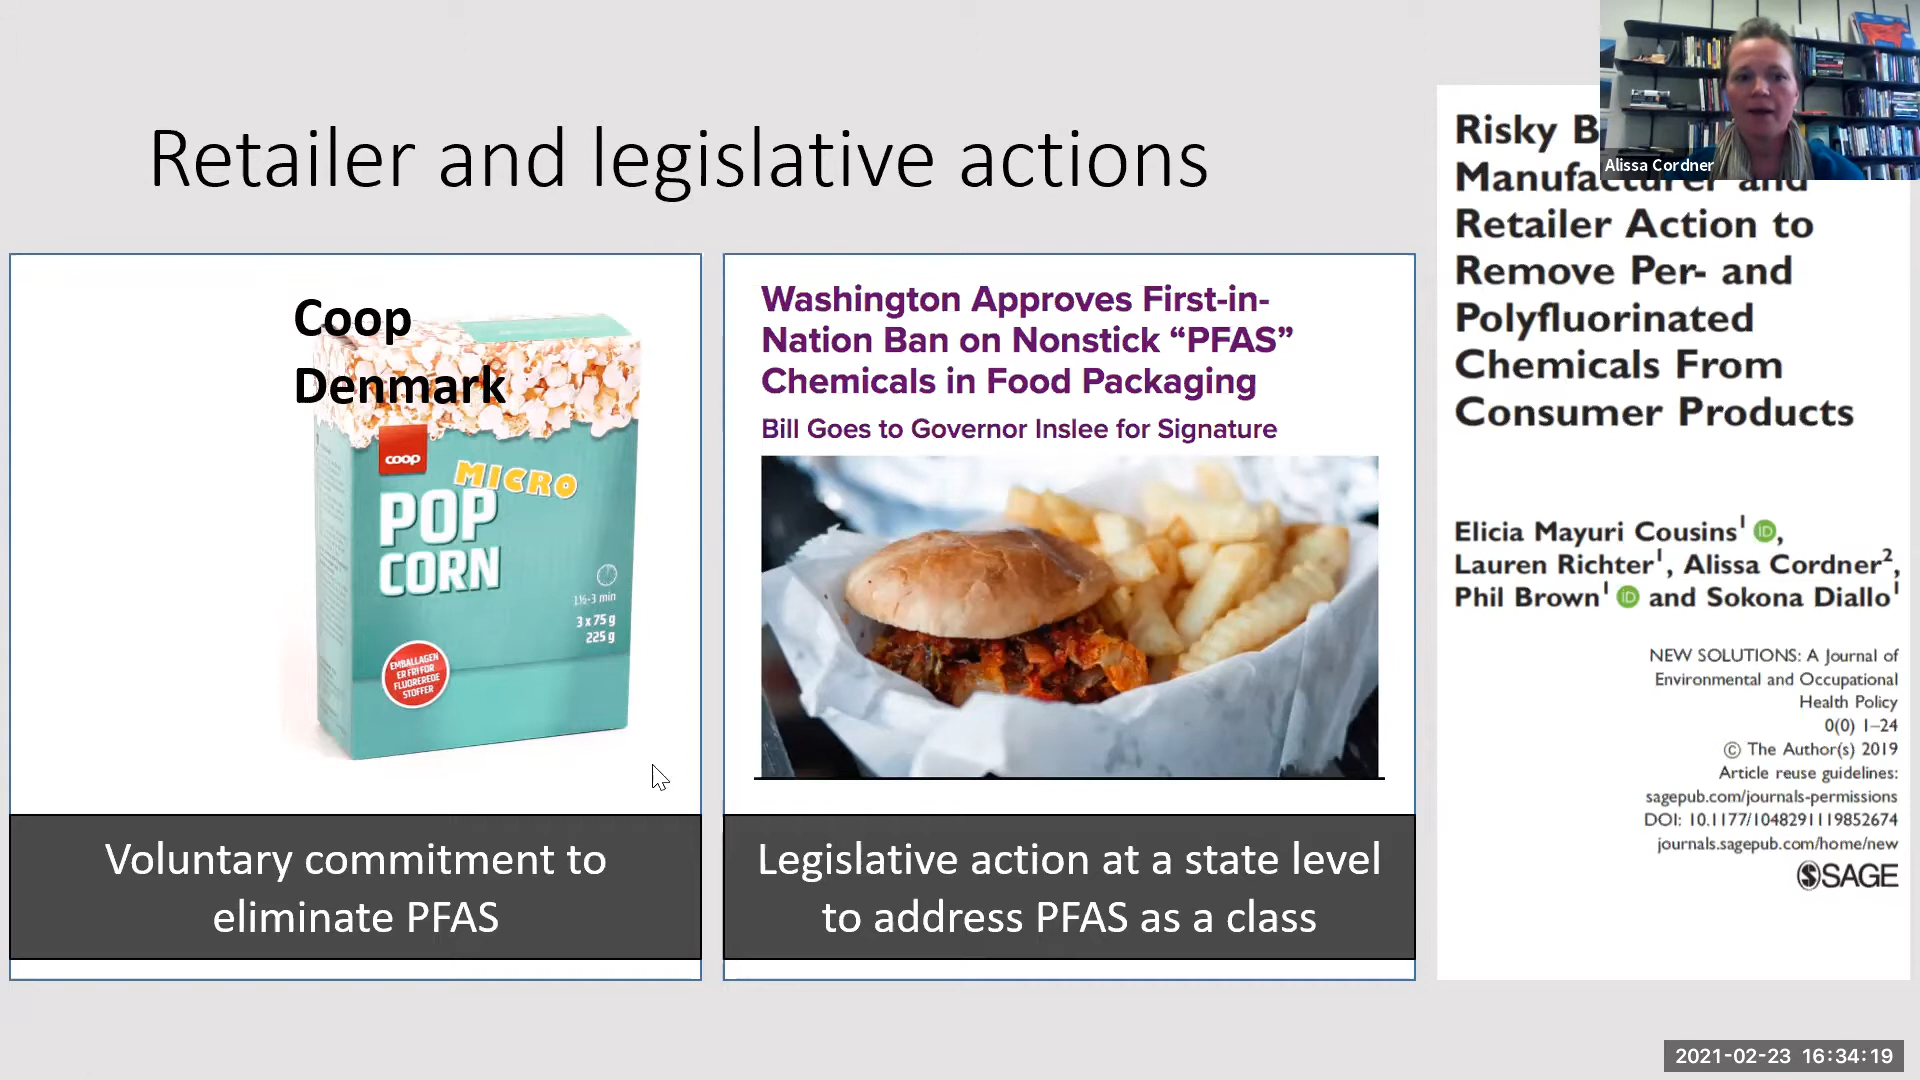 Retailer and legislative actions
Coop
Denmark
coop
MICRO
POP
CORN
1½-3 min
3 x 75 g
225 g
EMBALLAGEN
ER FRI FOR
FLUOREREDE
STOFFER
Voluntary commitment to
eliminate PFAS
Washington Approves First-in-
Nation Ban on Nonstick “PFAS”
Chemicals in Food Packaging
Bill Goes to Governor Inslee for Signature
Legislative action at a state level
to address PFAS as a class
Alissa Cordner
Risky B
Manufacturer and
Retailer Action to
Remove Per- and
Polyfluorinated
Chemicals From
Consumer Products
Elicia Mayuri Cousins¹ iD,
Lauren Richter¹, Alissa Cordner²,
Phil Brown¹ iD and Sokona Diallo¹
NEW SOLUTIONS: A Journal of
Environmental and Occupational
Health Policy
0(0) 1–24
© The Author(s) 2019
Article reuse guidelines:
sagepub.com/journals-permissions
DOI: 10.1177/1048291119852674
journals.sagepub.com/home/new
SAGE
2021-02-23 16:34:19